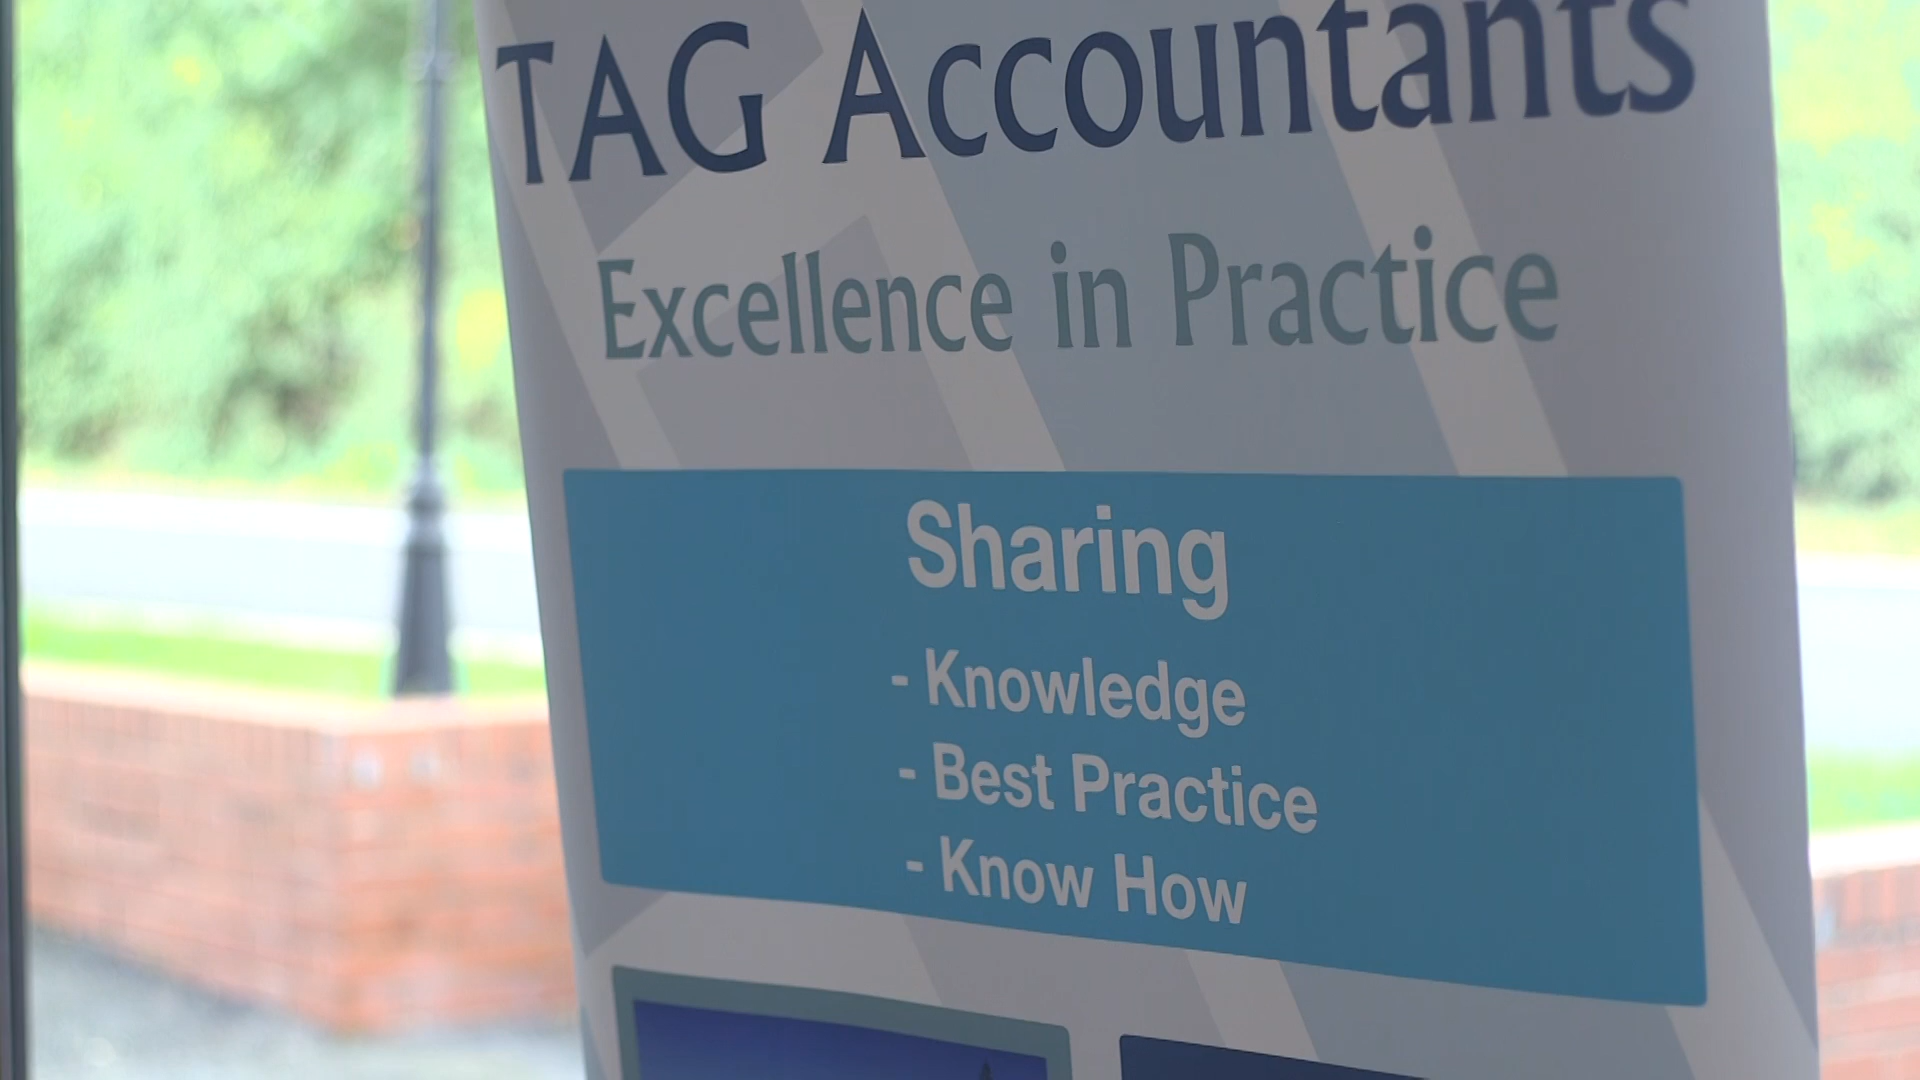 TAG Accountants
Excellence in Practice
Sharing
- Knowledge
- Best Practice
- Know How